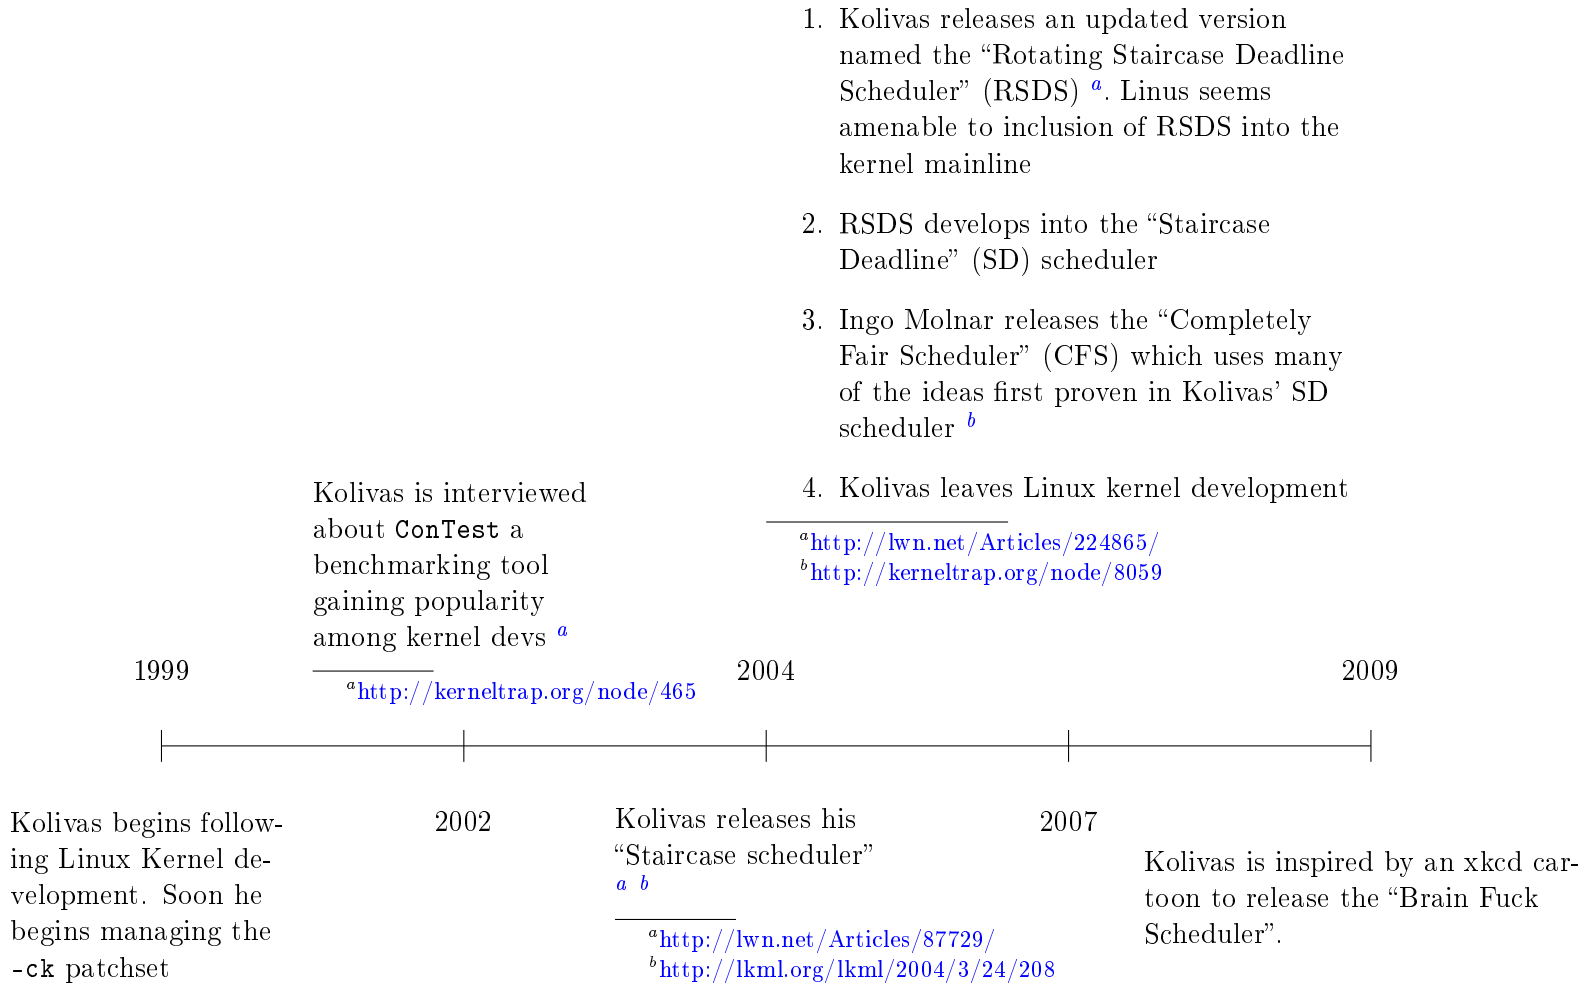 1. Kolivas releases an updated version
named the “Rotating Staircase Deadline
Scheduler” (RSDS) a. Linus seems
amenable to inclusion of RSDS into the
kernel mainline
2. RSDS develops into the “Staircase
Deadline” (SD) scheduler
3. Ingo Molnar releases the “Completely
Fair Scheduler” (CFS) which uses many
of the ideas first proven in Kolivas’ SD
scheduler b
4. Kolivas leaves Linux kernel development
a http://lwn.net/Articles/224865/
b http://kerneltrap.org/node/8059
Kolivas is interviewed
about ConTest a
benchmarking tool
gaining popularity
among kernel devs a
a http://kerneltrap.org/node/465
1999
2004
2009
Kolivas begins follow-
ing Linux Kernel de-
velopment. Soon he
begins managing the
-ck patchset
2002
Kolivas releases his
“Staircase scheduler”
a b
a http://lwn.net/Articles/87729/
b http://lkml.org/lkml/2004/3/24/208
2007
Kolivas is inspired by an xkcd car-
toon to release the “Brain Fuck
Scheduler”.